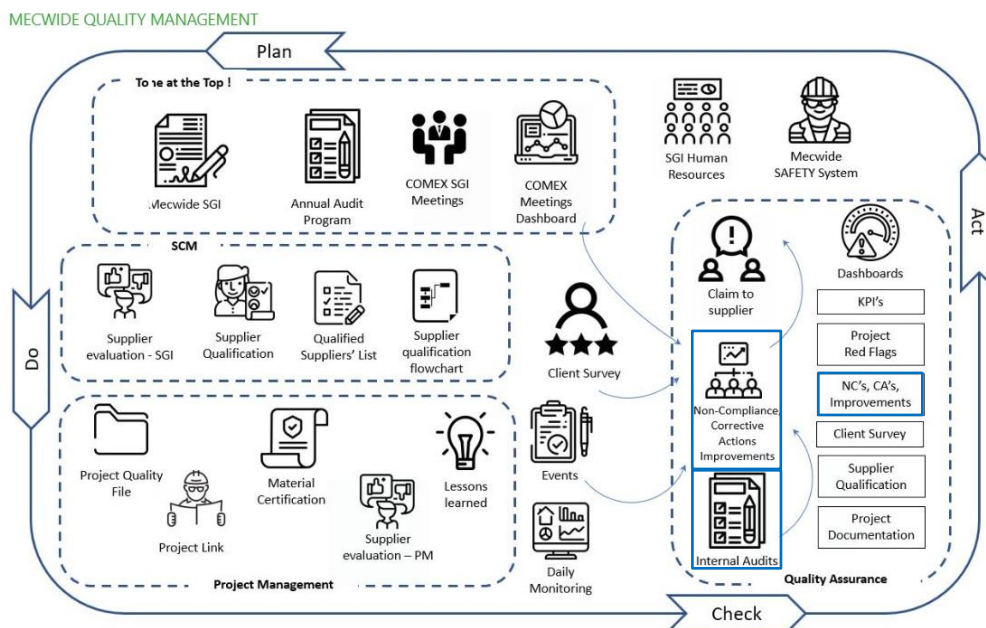 MECWIDE QUALITY MANAGEMENT
Plan
Tone at the Top !
Mecwide SGI
Annual Audit
Program
COMEX SGI
Meetings
COMEX
Meetings
Dashboard
SGI Human
Resources
Mecwide
SAFETY System
Act
Do
SCM
Supplier
evaluation - SGI
Supplier
Qualification
Qualified
Suppliers' List
Supplier
qualification
flowchart
Client Survey
Claim to
supplier
Dashboards
KPI's
Project
Red Flags
NC's, CA's,
Improvements
Client Survey
Supplier
Qualification
Project
Documentation
Non-Compliance,
Corrective
Actions
Improvements
Internal Audits
Quality Assurance
Project Quality
File
Project Link
Material
Certification
Supplier
evaluation – PM
Lessons
learned
Project Management
Events
Daily
Monitoring
Check